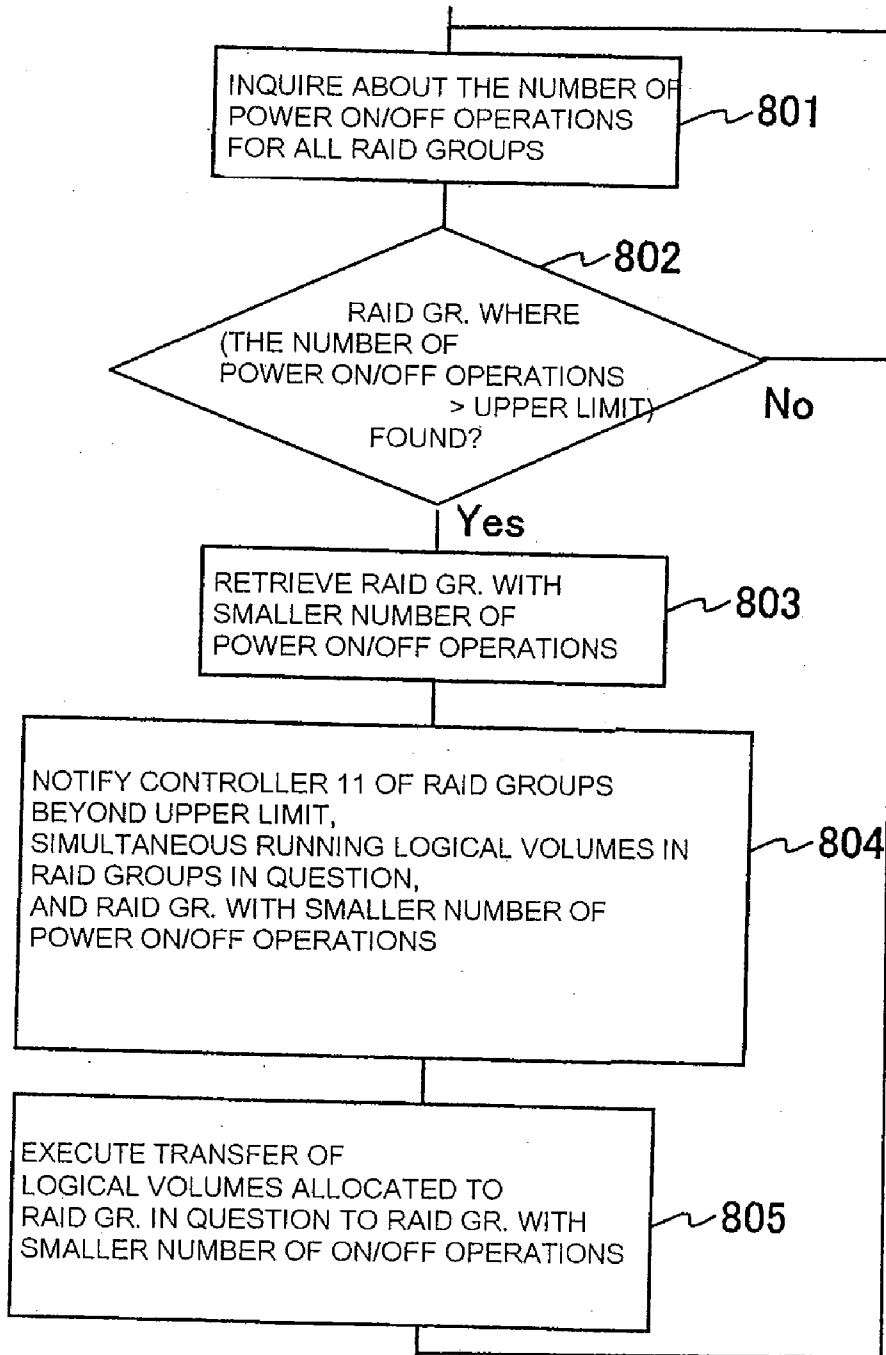 INQUIRE ABOUT THE NUMBER OF
POWER ON/OFF OPERATIONS
FOR ALL RAID GROUPS
801
802
RAID GR. WHERE
(THE NUMBER OF
POWER ON/OFF OPERATIONS
> UPPER LIMIT)
FOUND?
No
Yes
RETRIEVE RAID GR. WITH
SMALLER NUMBER OF
POWER ON/OFF OPERATIONS
803
NOTIFY CONTROLLER 11 OF RAID GROUPS
BEYOND UPPER LIMIT,
SIMULTANEOUS RUNNING LOGICAL VOLUMES IN
RAID GROUPS IN QUESTION,
AND RAID GR. WITH SMALLER NUMBER OF
POWER ON/OFF OPERATIONS
804
EXECUTE TRANSFER OF
LOGICAL VOLUMES ALLOCATED TO
RAID GR. IN QUESTION TO RAID GR. WITH
SMALLER NUMBER OF ON/OFF OPERATIONS
805